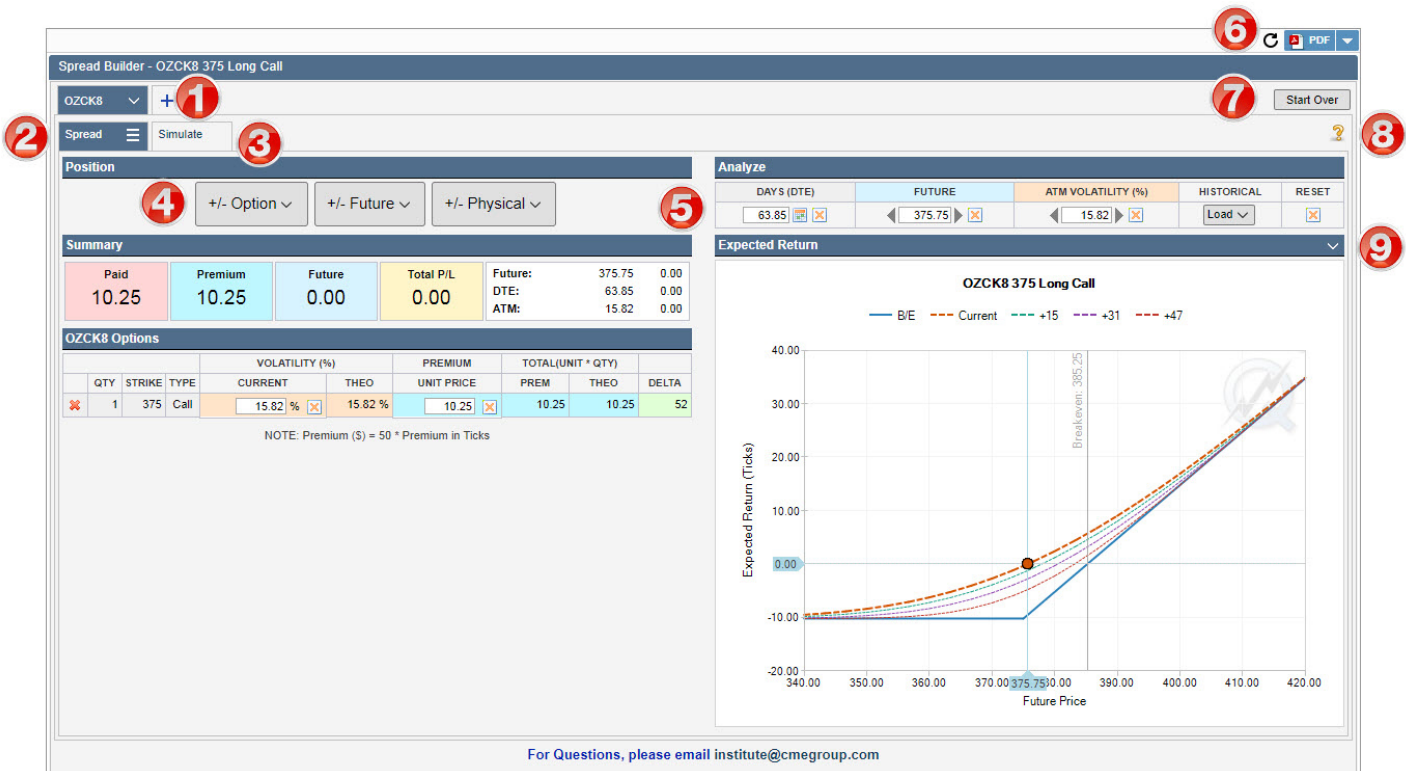 6
PDF
Spread Builder - OZCK8 375 Long Call
OZCK8
+
1
7
Start Over
2
Spread
Simulate
3
?
8
Position
Analyze
4
+/- Option
+/- Future
+/- Physical
5
DAYS (DTE) FUTURE ATM VOLATILITY (%) HISTORICAL RESET
63.85 375.75 15.82 Load
Summary
Expected Return
9
Paid Premium Future Total P/L
10.25 10.25 0.00 0.00
Future: 375.75 0.00
DTE: 63.85 0.00
ATM: 15.82 0.00
OZCK8 Options
VOLATILITY (%) PREMIUM TOTAL(UNIT * QTY)
QTY STRIKE TYPE CURRENT THEO UNIT PRICE PREM THEO DELTA
1 375 Call 15.82 % 15.82 % 10.25 10.25 10.25 52
NOTE: Premium ($) = 50 * Premium in Ticks
OZCK8 375 Long Call
B/E Current +15 +31 +47
40.00
30.00
20.00
10.00
0.00
-10.00
-20.00
Expected Return (Ticks)
Breakeven: 385.25
340.00 350.00 360.00 370.00 375.75 390.00 400.00 410.00 420.00
Future Price
For Questions, please email institute@cmegroup.com